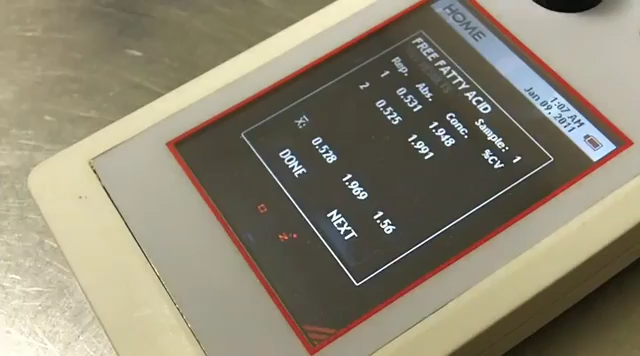 HOME
1:07 AM
Jan 09, 2011
FREE FATTY ACID
Sample: 1
Rep. Abs. Conc. %CV
1 0.531 1.948
2 0.525 1.991
x̄: 0.528 1.969 1.56
DONE NEXT